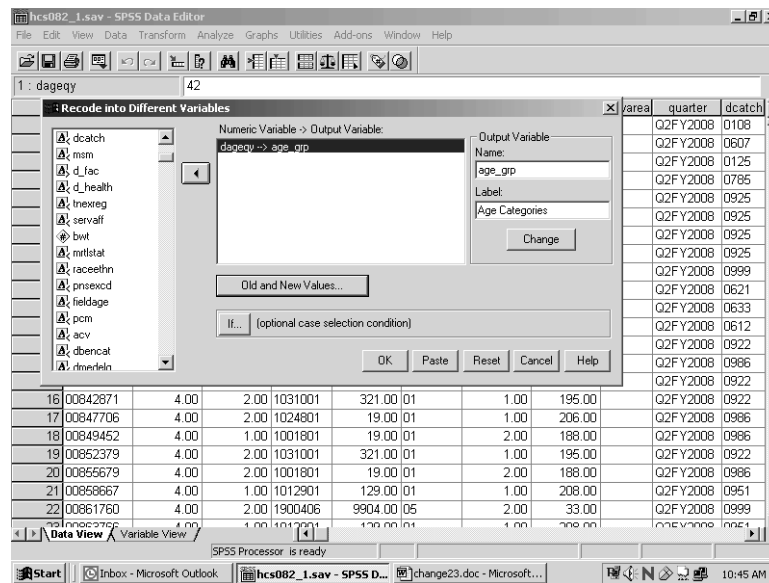 hcs082_1.sav - SPSS Data Editor
File Edit View Data Transform Analyze Graphs Utilities Add-ons Window Help
1 : dageqy 42
Recode into Different Variables
varea quarter dcatch
Numeric Variable -> Output Variable:
dageqy --> age_grp
Output Variable
Name:
age_grp
Label:
Age Categories
Change
dcatch
msm
d_fac
d_health
tnexreg
servaff
bwt
mrtlstat
raceethn
pnsexcd
fieldage
pcm
acv
dbencat
dmedelg
Old and New Values...
If... (optional case selection condition)
OK Paste Reset Cancel Help
Q2FY2008 0108
Q2FY2008 0607
Q2FY2008 0125
Q2FY2008 0785
Q2FY2008 0925
Q2FY2008 0925
Q2FY2008 0925
Q2FY2008 0925
Q2FY2008 0999
Q2FY2008 0621
Q2FY2008 0633
Q2FY2008 0612
Q2FY2008 0922
Q2FY2008 0986
Q2FY2008 0922
16 00842871 4.00 2.00 1031001 321.00 01 1.00 195.00 Q2FY2008 0922
17 00847706 4.00 2.00 1024801 19.00 01 1.00 206.00 Q2FY2008 0986
18 00849452 4.00 1.00 1001801 19.00 01 2.00 188.00 Q2FY2008 0986
19 00852379 4.00 2.00 1031001 321.00 01 1.00 195.00 Q2FY2008 0922
20 00855679 4.00 2.00 1001801 19.00 01 2.00 188.00 Q2FY2008 0986
21 00858667 4.00 1.00 1012901 129.00 01 1.00 208.00 Q2FY2008 0951
22 00861760 4.00 2.00 1900406 9904.00 05 2.00 33.00 Q2FY2008 0999
Data View Variable View
SPSS Processor is ready
Start Inbox - Microsoft Outlook hcs082_1.sav - SPSS D... change23.doc - Microsoft... 10:45 AM